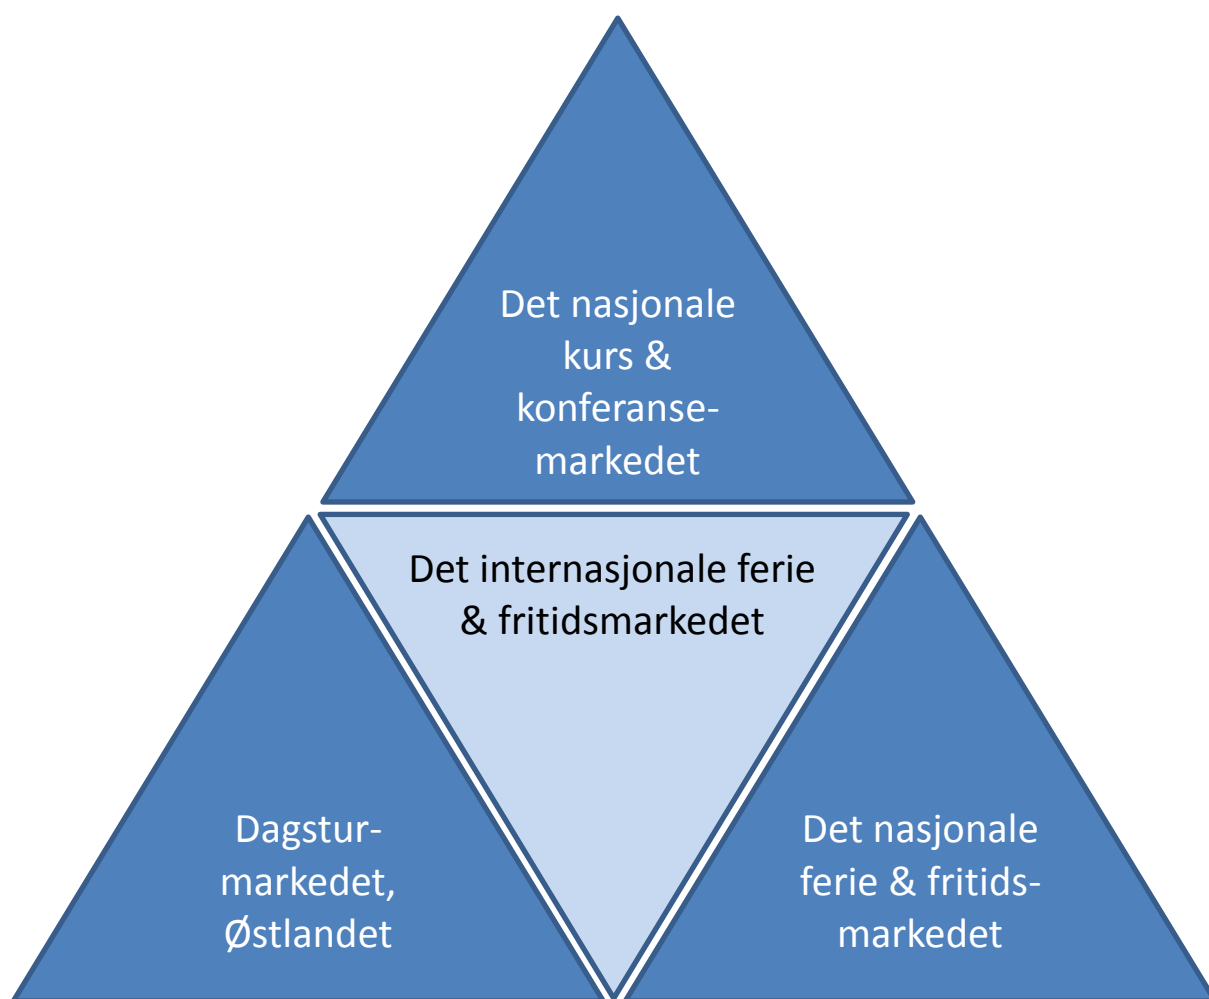 Det nasjonale
kurs &
konferanse-
markedet
Det internasjonale ferie
& fritidsmarkedet
Dagstur-
markedet,
Østlandet
Det nasjonale
ferie & fritids-
markedet